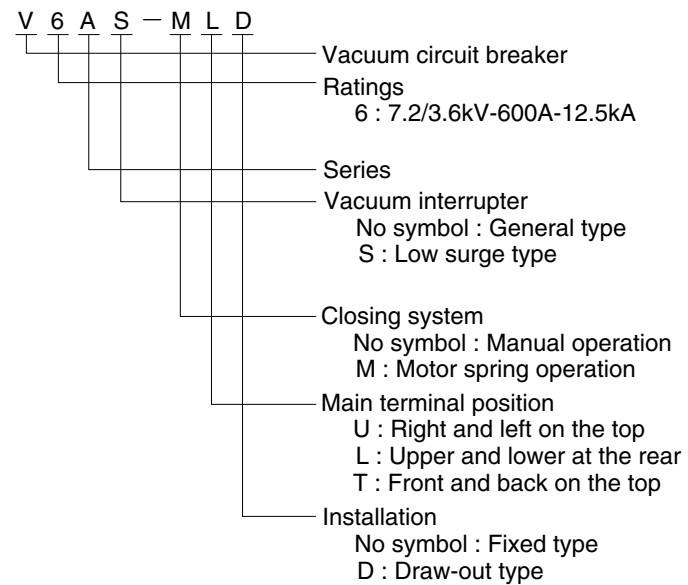 V 6 A S － M L D
Vacuum circuit breaker
Ratings
6 : 7.2/3.6kV-600A-12.5kA
Series
Vacuum interrupter
No symbol : General type
S : Low surge type
Closing system
No symbol : Manual operation
M : Motor spring operation
Main terminal position
U : Right and left on the top
L : Upper and lower at the rear
T : Front and back on the top
Installation
No symbol : Fixed type
D : Draw-out type